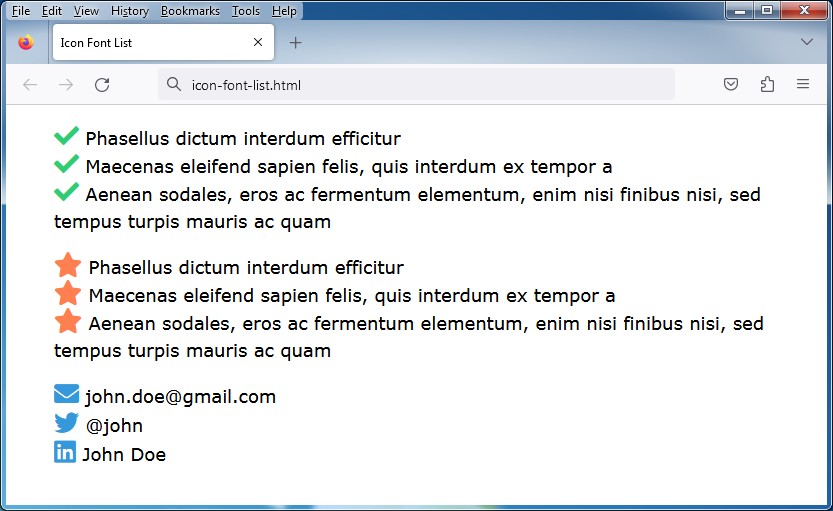 File Edit View History Bookmarks Tools Help
Icon Font List
icon-font-list.html
Phasellus dictum interdum efficitur
Maecenas eleifend sapien felis, quis interdum ex tempor a
Aenean sodales, eros ac fermentum elementum, enim nisi finibus nisi, sed
tempus turpis mauris ac quam
Phasellus dictum interdum efficitur
Maecenas eleifend sapien felis, quis interdum ex tempor a
Aenean sodales, eros ac fermentum elementum, enim nisi finibus nisi, sed
tempus turpis mauris ac quam
john.doe@gmail.com
@john
in John Doe